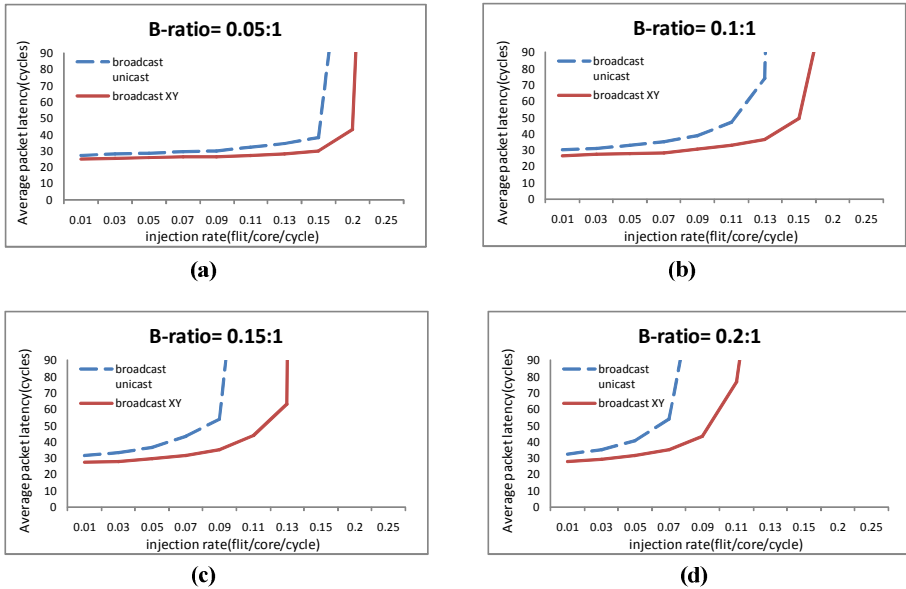 B-ratio= 0.05:1
Average packet latency(cycles)
90
80
70
60
50
40
30
20
10
0
broadcast
unicast
broadcast XY
0.01 0.03 0.05 0.07 0.09 0.11 0.13 0.15 0.2 0.25
injection rate(flit/core/cycle)
(a)
B-ratio= 0.1:1
Average packet latency(cycles)
90
80
70
60
50
40
30
20
10
0
broadcast
unicast
broadcast XY
0.01 0.03 0.05 0.07 0.09 0.11 0.13 0.15 0.2 0.25
injection rate(flit/core/cycle)
(b)
B-ratio= 0.15:1
Average packet latency(cycles)
90
80
70
60
50
40
30
20
10
0
broadcast
unicast
broadcast XY
0.01 0.03 0.05 0.07 0.09 0.11 0.13 0.15 0.2 0.25
injection rate(flit/core/cycle)
(c)
B-ratio= 0.2:1
Average packet latency(cycles)
90
80
70
60
50
40
30
20
10
0
broadcast
unicast
broadcast XY
0.01 0.03 0.05 0.07 0.09 0.11 0.13 0.15 0.2 0.25
injection rate(flit/core/cycle)
(d)